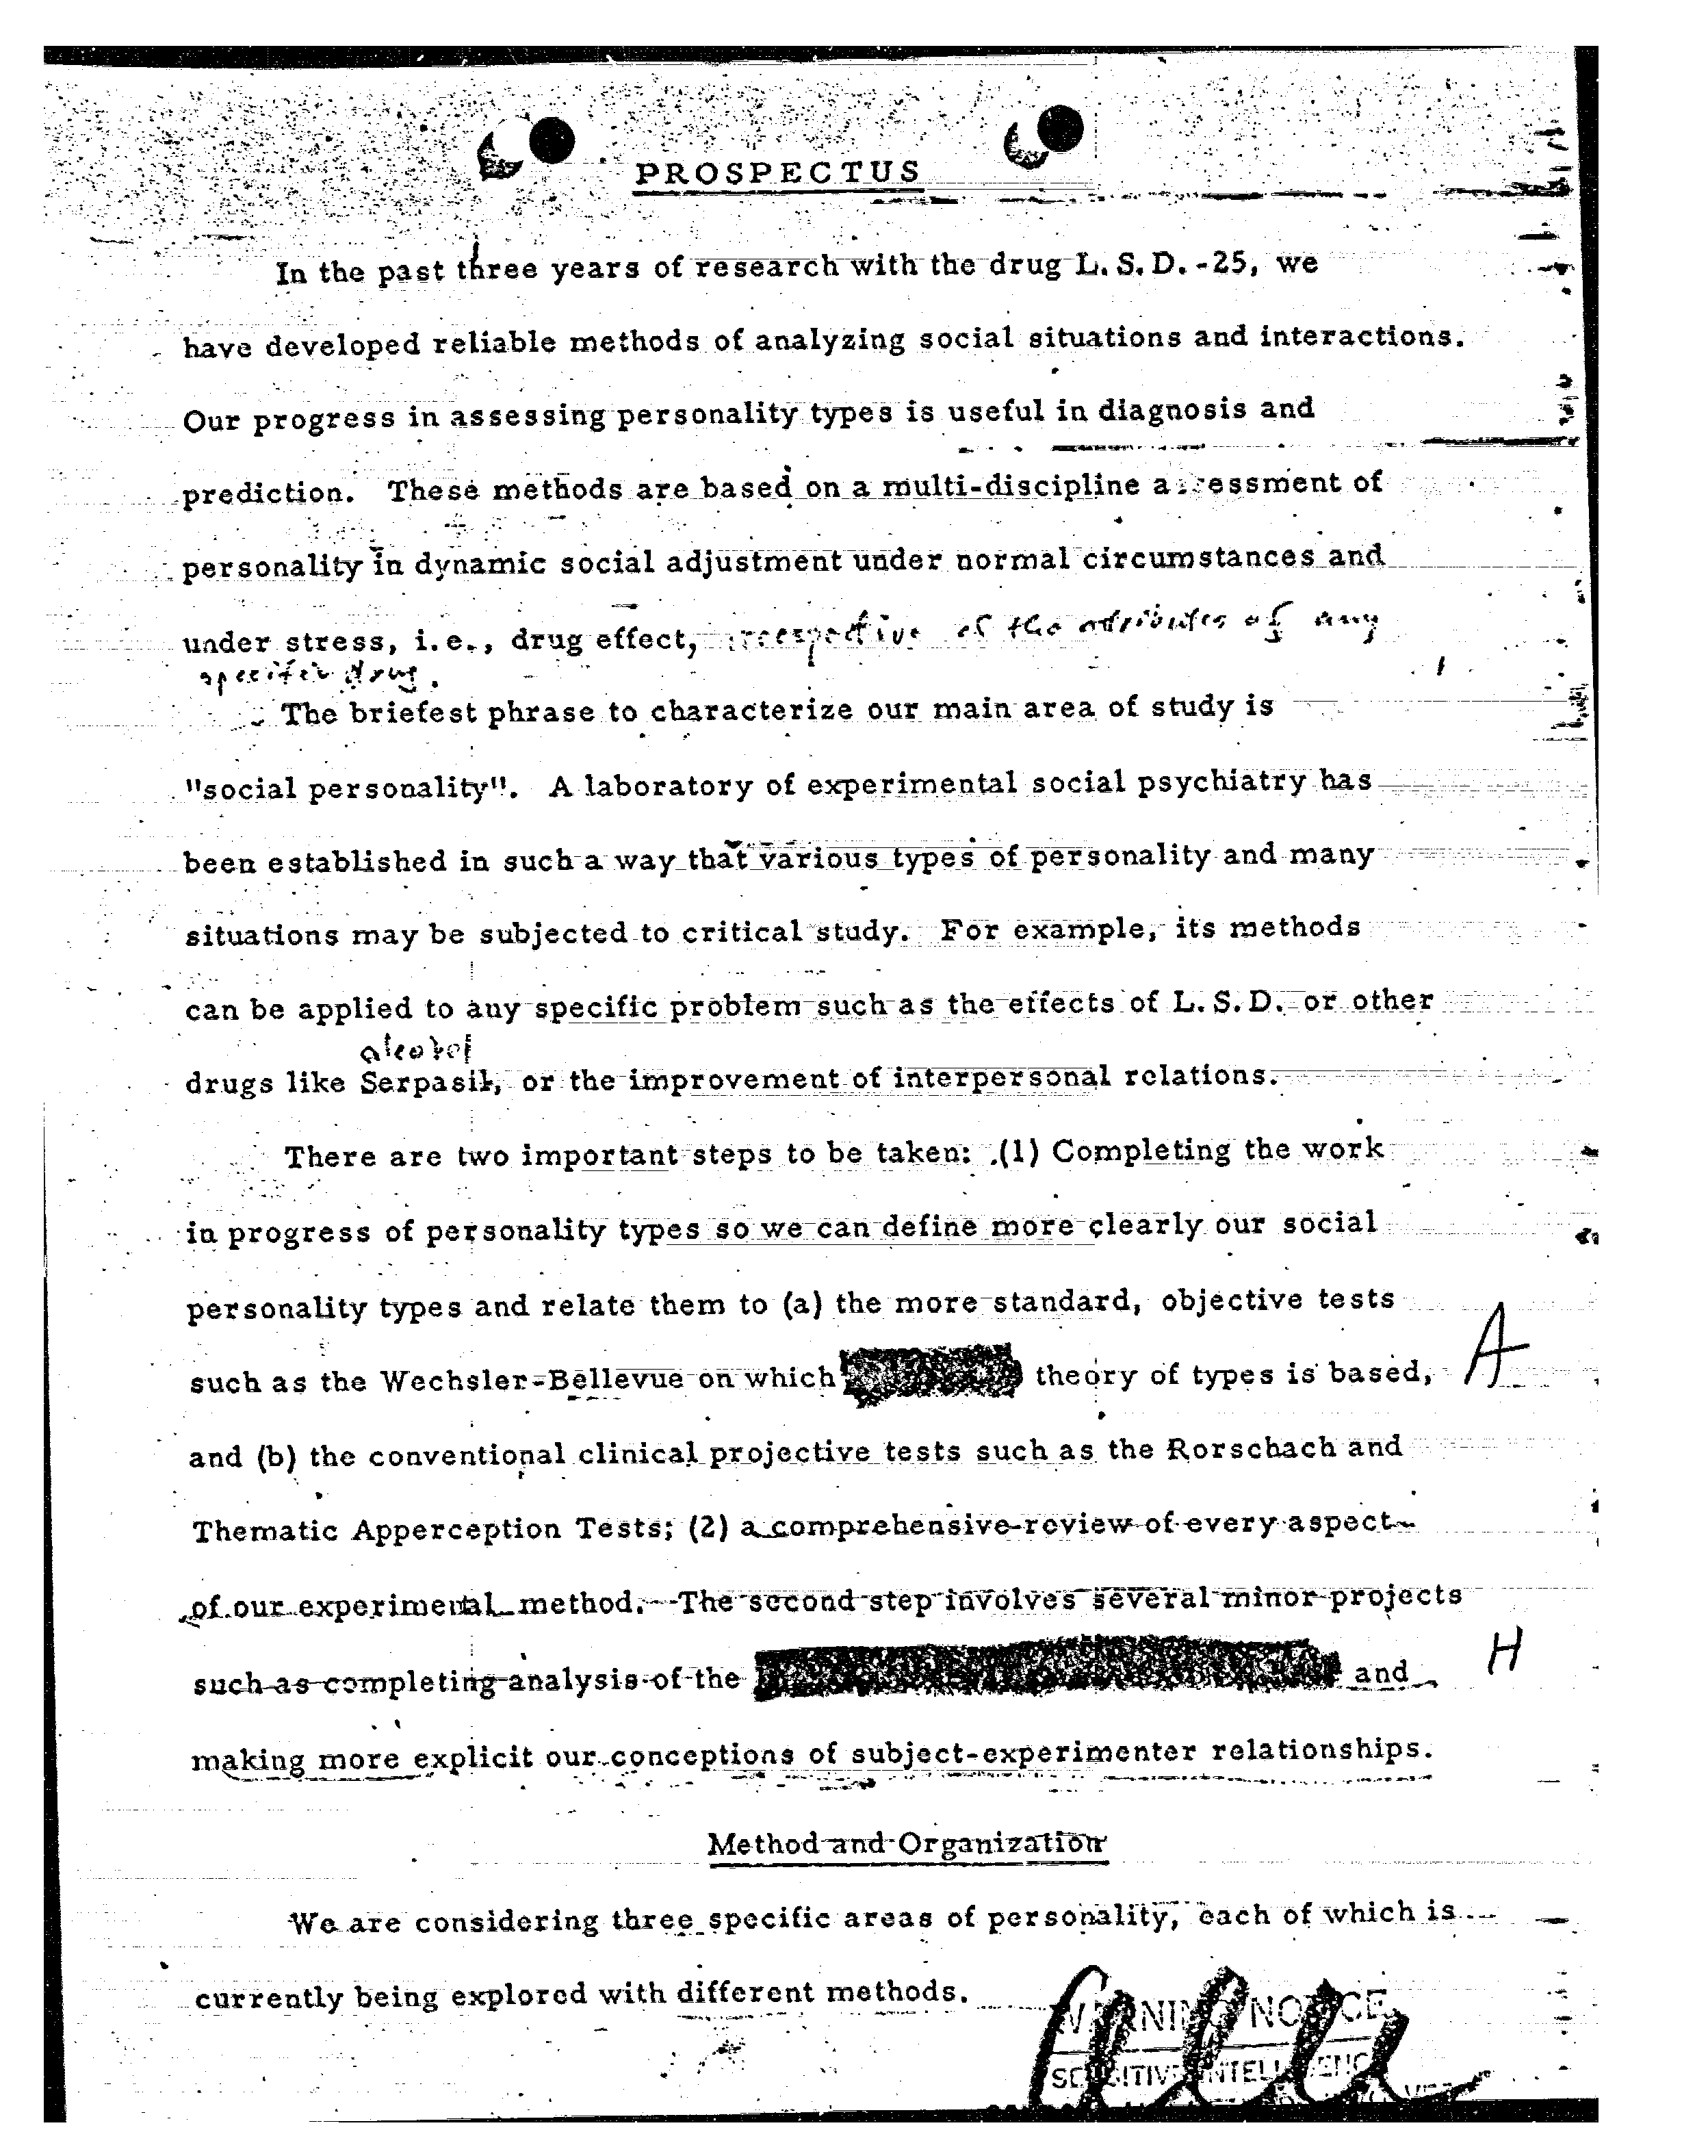 PROSPECTUS
In the past three years of research with the drug L.S.D.-25, we
have developed reliable methods of analyzing social situations and interactions.
Our progress in assessing personality types is useful in diagnosis and
prediction. These methods are based on a multi-discipline assessment of
personality in dynamic social adjustment under normal circumstances and
under stress, i.e., drug effect, irrespective of the attributes of any
specific drug.
The briefest phrase to characterize our main area of study is
"social personality". A laboratory of experimental social psychiatry has
been established in such a way that various types of personality and many
situations may be subjected to critical study. For example, its methods
can be applied to any specific problem such as the effects of L.S.D. or other
alcohol
drugs like Serpasil, or the improvement of interpersonal relations.
There are two important steps to be taken: (1) Completing the work
in progress of personality types so we can define more clearly our social
personality types and relate them to (a) the more standard, objective tests
such as the Wechsler-Bellevue on which theory of types is based, A
and (b) the conventional clinical projective tests such as the Rorschach and
Thematic Apperception Tests; (2) a comprehensive review of every aspect
of our experimental method. The second step involves several minor projects
such as completing analysis of the and H
making more explicit our conceptions of subject-experimenter relationships.
Method and Organization
We are considering three specific areas of personality, each of which is
currently being explored with different methods.
WARNING NOTICE
SENSITIVE INTELLIGENCE